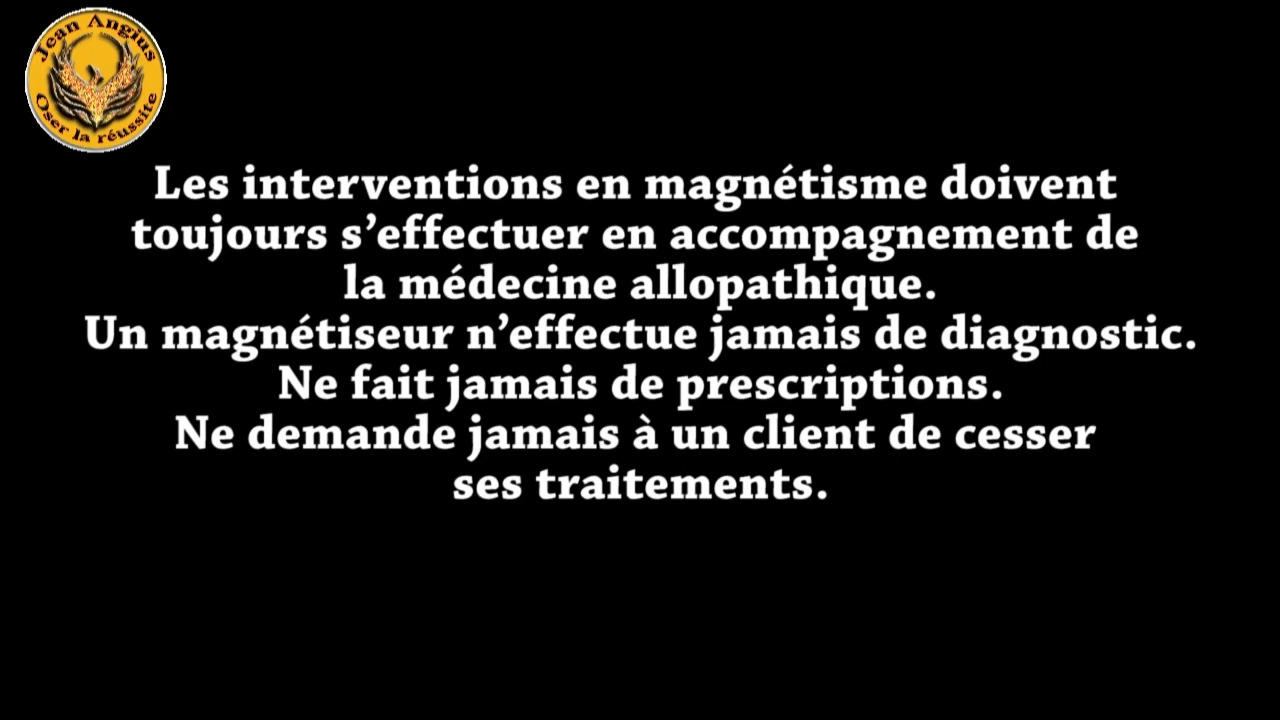 Jean Angius
Oser la réussite
Les interventions en magnétisme doivent
toujours s’effectuer en accompagnement de
la médecine allopathique.
Un magnétiseur n’effectue jamais de diagnostic.
Ne fait jamais de prescriptions.
Ne demande jamais à un client de cesser
ses traitements.